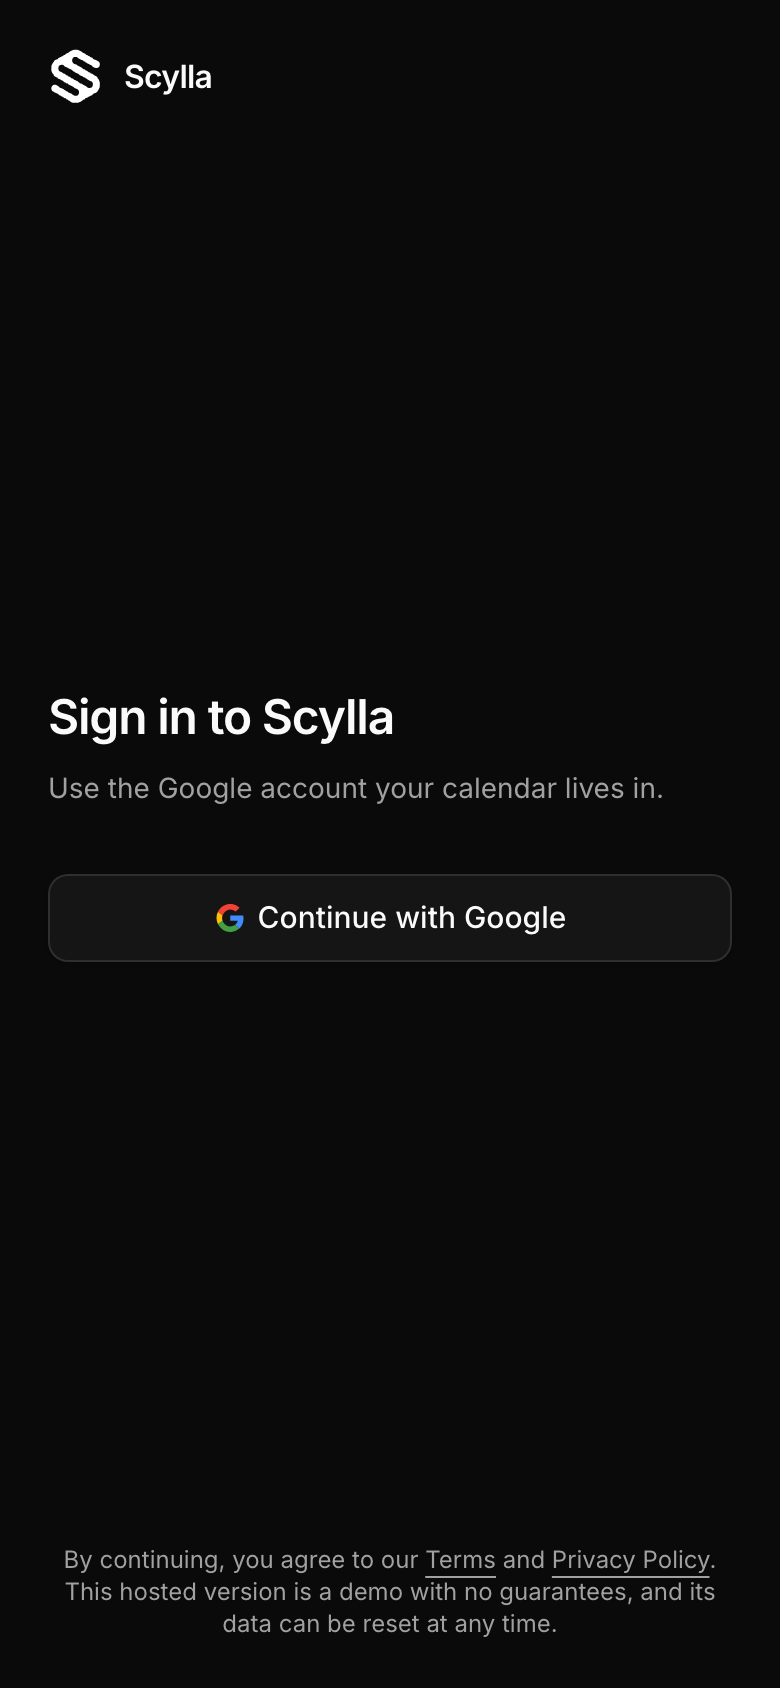 Scylla
Sign in to Scylla
Use the Google account your calendar lives in.
Continue with Google
By continuing, you agree to our Terms and Privacy Policy.
This hosted version is a demo with no guarantees, and its
data can be reset at any time.